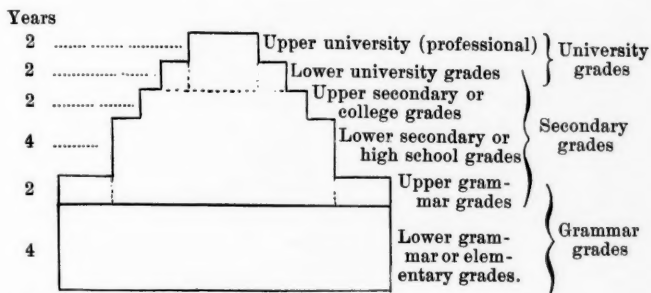 Years
2 Upper university (professional) University
grades
2 Lower university grades
2 Upper secondary or
college grades
4 Lower secondary or
high school grades
Secondary
grades
2 Upper gram-
mar grades
4 Lower gram-
mar or elem-
entary grades.
Grammar
grades